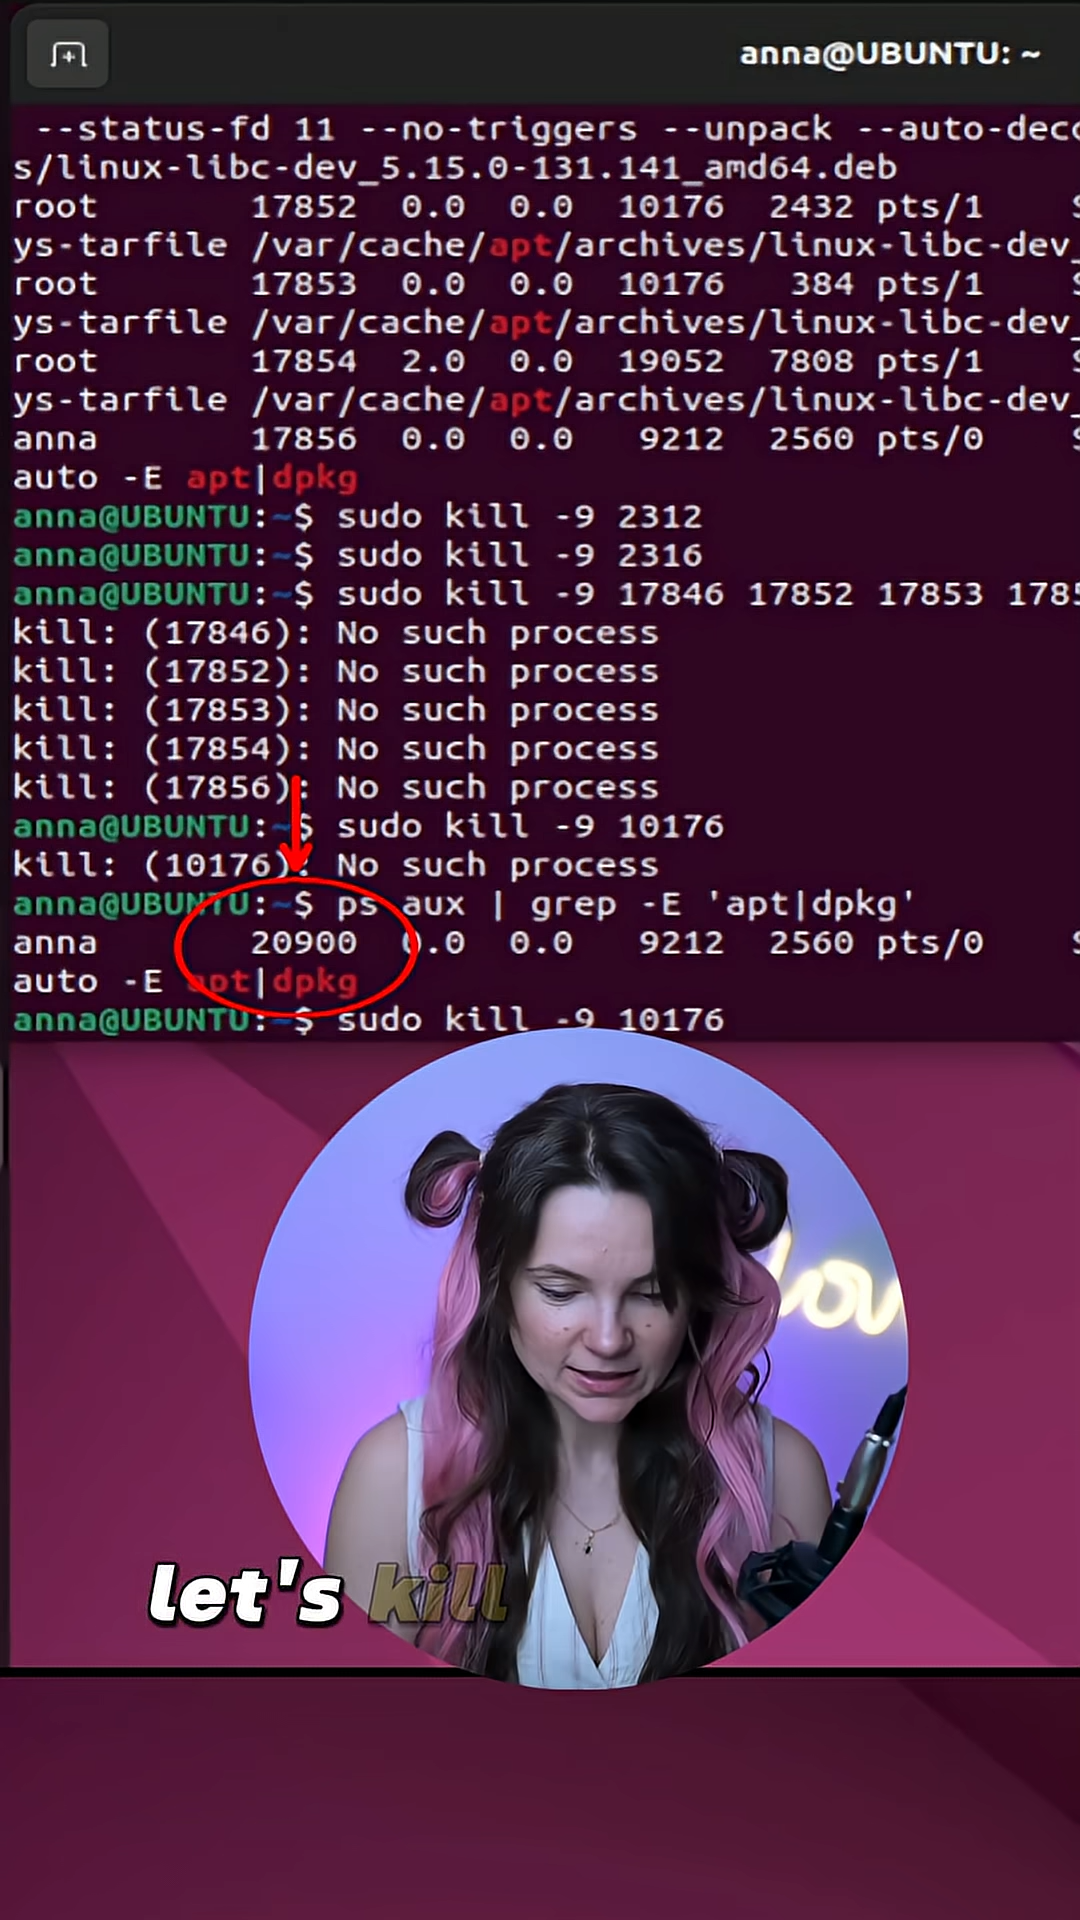 anna@UBUNTU: ~
--status-fd 11 --no-triggers --unpack --auto-deco
s/linux-libc-dev_5.15.0-131.141_amd64.deb
root 17852 0.0 0.0 10176 2432 pts/1 S
ys-tarfile /var/cache/apt/archives/linux-libc-dev_
root 17853 0.0 0.0 10176 384 pts/1 S
ys-tarfile /var/cache/apt/archives/linux-libc-dev_
root 17854 2.0 0.0 19052 7808 pts/1 S
ys-tarfile /var/cache/apt/archives/linux-libc-dev_
anna 17856 0.0 0.0 9212 2560 pts/0 S
auto -E apt|dpkg
anna@UBUNTU:~$ sudo kill -9 2312
anna@UBUNTU:~$ sudo kill -9 2316
anna@UBUNTU:~$ sudo kill -9 17846 17852 17853 1785
kill: (17846): No such process
kill: (17852): No such process
kill: (17853): No such process
kill: (17854): No such process
kill: (17856): No such process
anna@UBUNTU:~$ sudo kill -9 10176
kill: (10176): No such process
anna@UBUNTU:~$ ps aux | grep -E 'apt|dpkg'
anna 20900 0.0 0.0 9212 2560 pts/0 S
auto -E apt|dpkg
anna@UBUNTU:~$ sudo kill -9 10176
let's kill